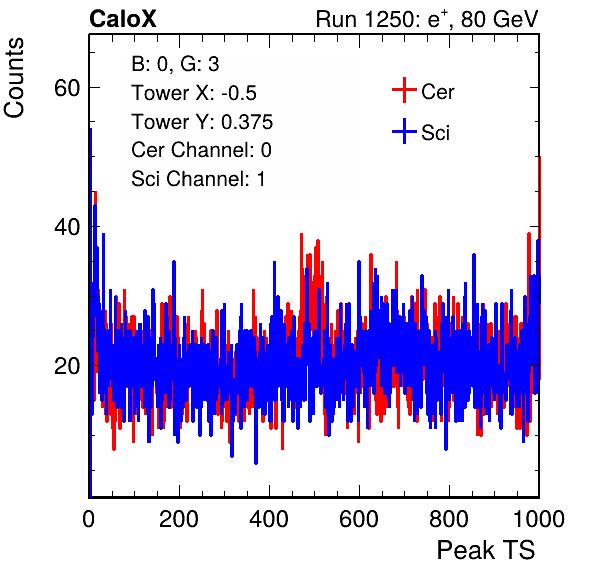 CaloX
Run 1250: e+, 80 GeV
Counts
B: 0, G: 3
Tower X: -0.5
Tower Y: 0.375
Cer Channel: 0
Sci Channel: 1
Cer
Sci
60
40
20
0 200 400 600 800 1000
Peak TS